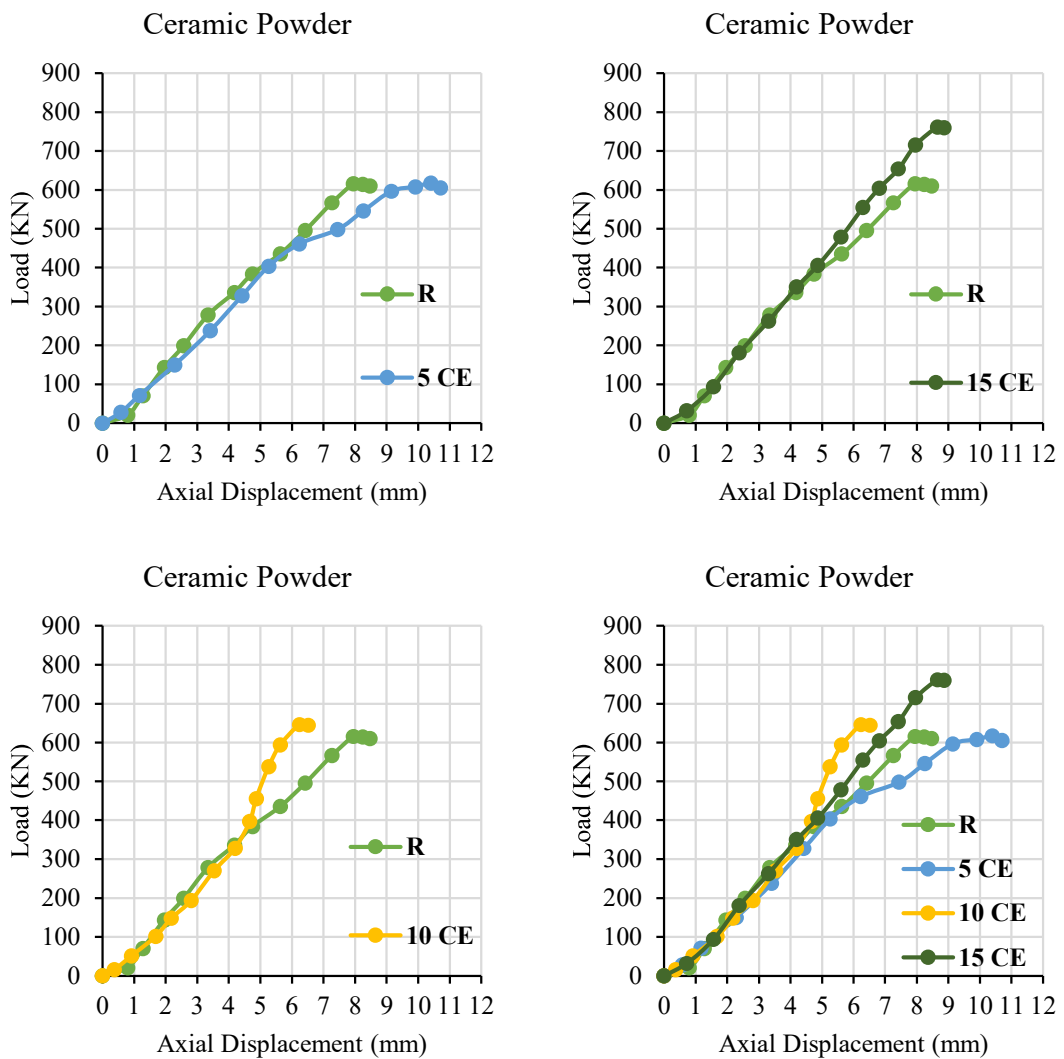 Ceramic Powder
900
800
700
600
500
400
300
200
100
0
Load (KN)
R
5 CE
0 1 2 3 4 5 6 7 8 9 10 11 12
Axial Displacement (mm)
Ceramic Powder
900
800
700
600
500
400
300
200
100
0
Load (KN)
R
15 CE
0 1 2 3 4 5 6 7 8 9 10 11 12
Axial Displacement (mm)
Ceramic Powder
900
800
700
600
500
400
300
200
100
0
Load (KN)
R
10 CE
0 1 2 3 4 5 6 7 8 9 10 11 12
Axial Displacement (mm)
Ceramic Powder
900
800
700
600
500
400
300
200
100
0
Load (KN)
R
5 CE
10 CE
15 CE
0 1 2 3 4 5 6 7 8 9 10 11 12
Axial Displacement (mm)